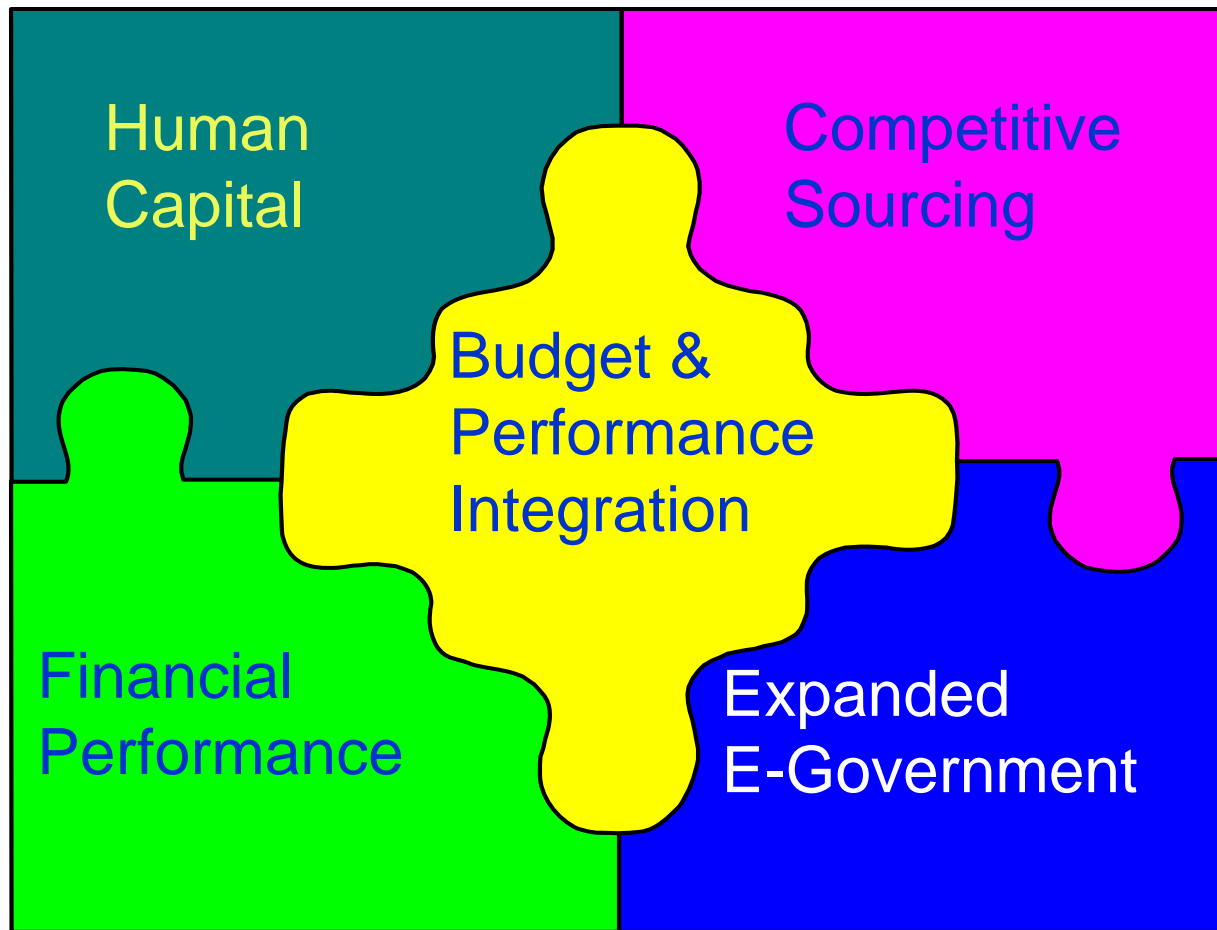 Human
Capital
Competitive
Sourcing
Budget &
Performance
Integration
Financial
Performance
Expanded
E-Government